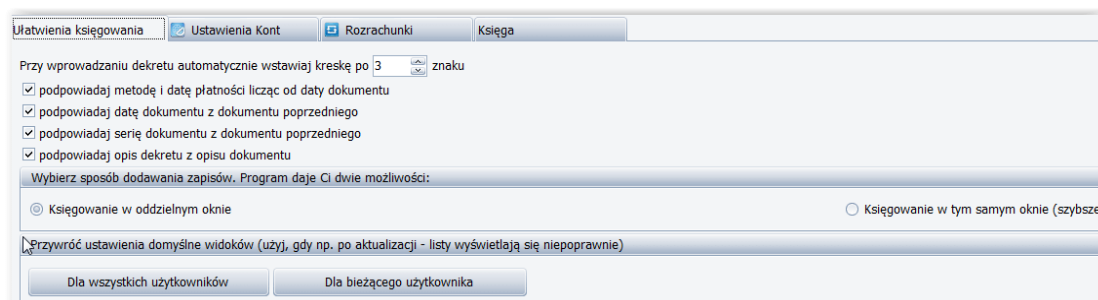 Ułatwienia księgowania Ustawienia Kont Rozrachunki Księga
Przy wprowadzaniu dekretu automatycznie wstawiaj kreskę po 3 znaku
podpowiadaj metodę i datę płatności licząc od daty dokumentu
podpowiadaj datę dokumentu z dokumentu poprzedniego
podpowiadaj serię dokumentu z dokumentu poprzedniego
podpowiadaj opis dekretu z opisu dokumentu
Wybierz sposób dodawania zapisów. Program daje Ci dwie możliwości:
Księgowanie w oddzielnym oknie Księgowanie w tym samym oknie (szybsze
Przywróć ustawienia domyślne widoków (użyj, gdy np. po aktualizacji - listy wyświetlają się niepoprawnie)
Dla wszystkich użytkowników Dla bieżącego użytkownika